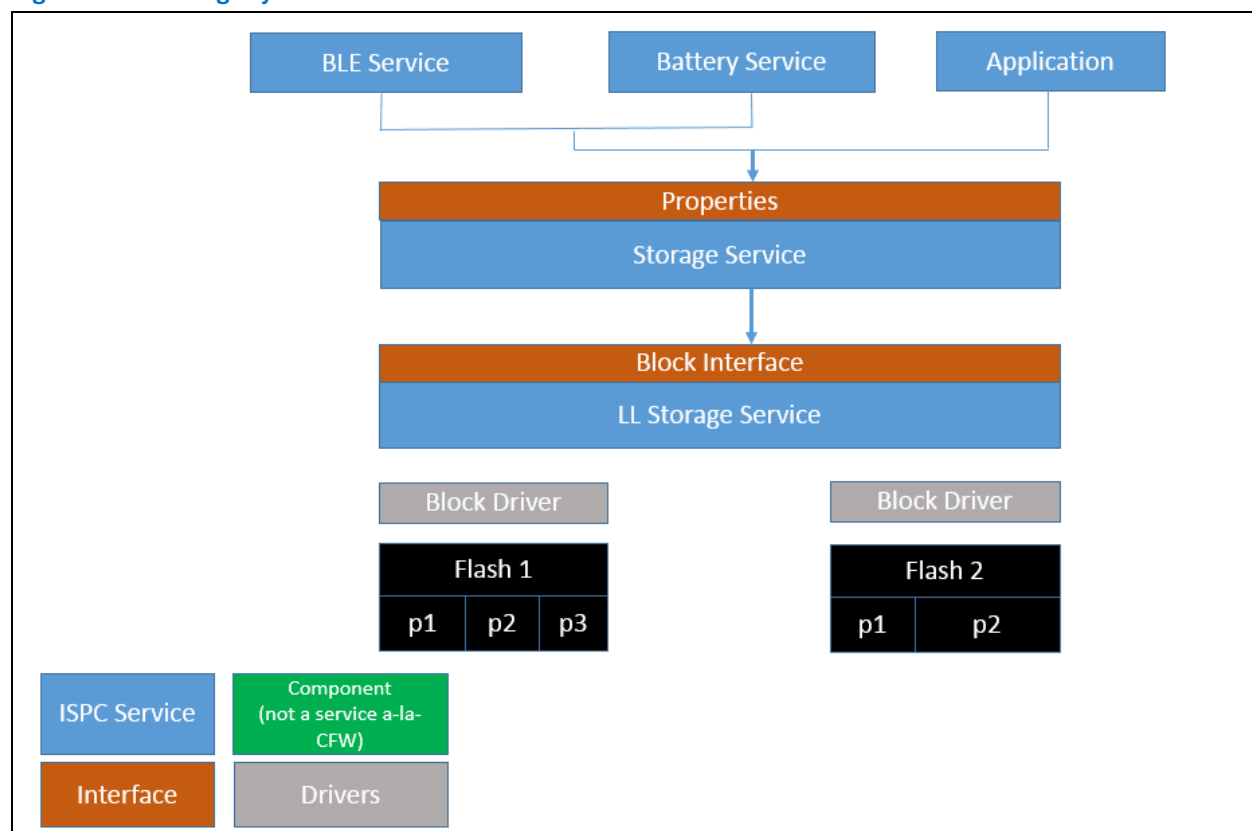 BLE Service
Battery Service
Application
Properties
Storage Service
Block Interface
LL Storage Service
Block Driver
Block Driver
Flash 1
Flash 2
p1 p2 p3
p1 p2
ISPC Service
Component
(not a service a-la-
CFW)
Interface
Drivers